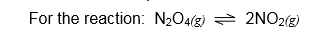 For the reaction: N₂O₄(g) ⇌ 2NO₂(g)